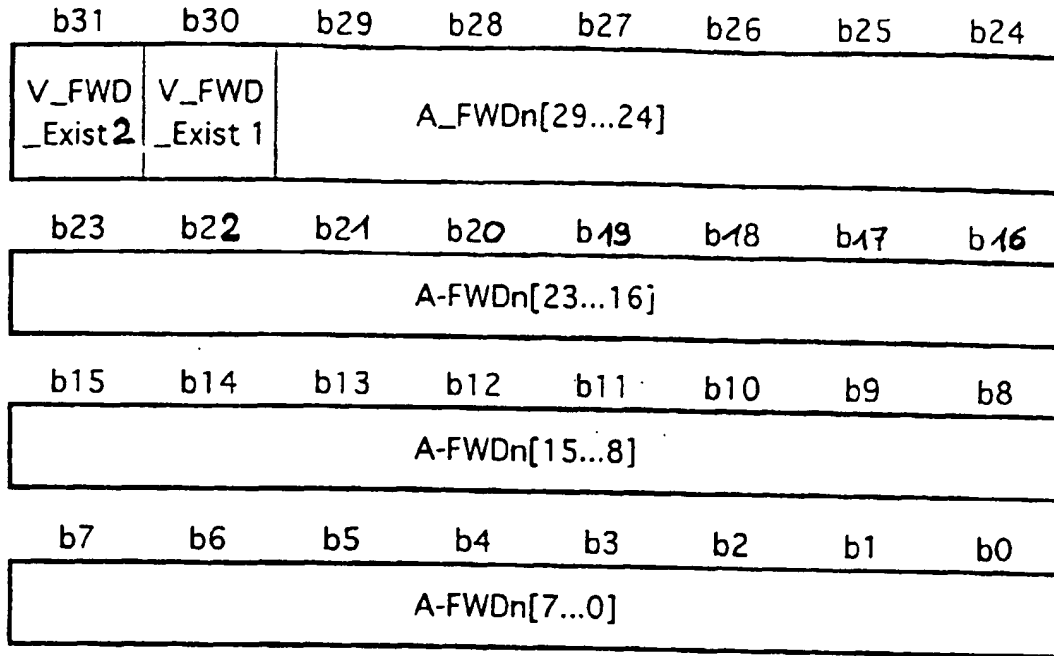 b31 b30 b29 b28 b27 b26 b25 b24
V_FWD V_FWD
_Exist 2 _Exist 1
A_FWDn[29...24]
b23 b22 b21 b20 b19 b18 b17 b16
A-FWDn[23...16]
b15 b14 b13 b12 b11 b10 b9 b8
A-FWDn[15...8]
b7 b6 b5 b4 b3 b2 b1 b0
A-FWDn[7...0]